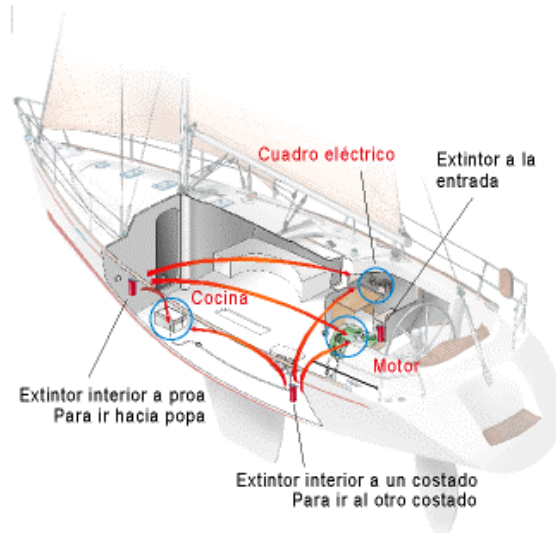 Cuadro eléctrico
Extintor a la
entrada
Cocina
Motor
Extintor interior a proa
Para ir hacia popa
Extintor interior a un costado
Para ir al otro costado